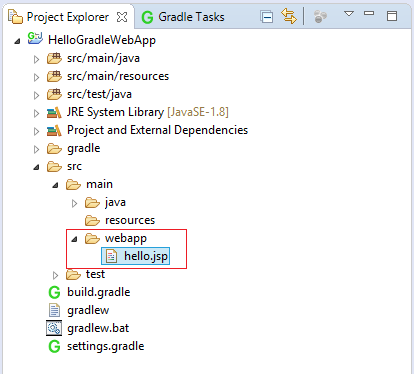 Project Explorer Gradle Tasks
HelloGradleWebApp
src/main/java
src/main/resources
src/test/java
JRE System Library [JavaSE-1.8]
Project and External Dependencies
gradle
src
main
java
resources
webapp
hello.jsp
test
build.gradle
gradlew
gradlew.bat
settings.gradle